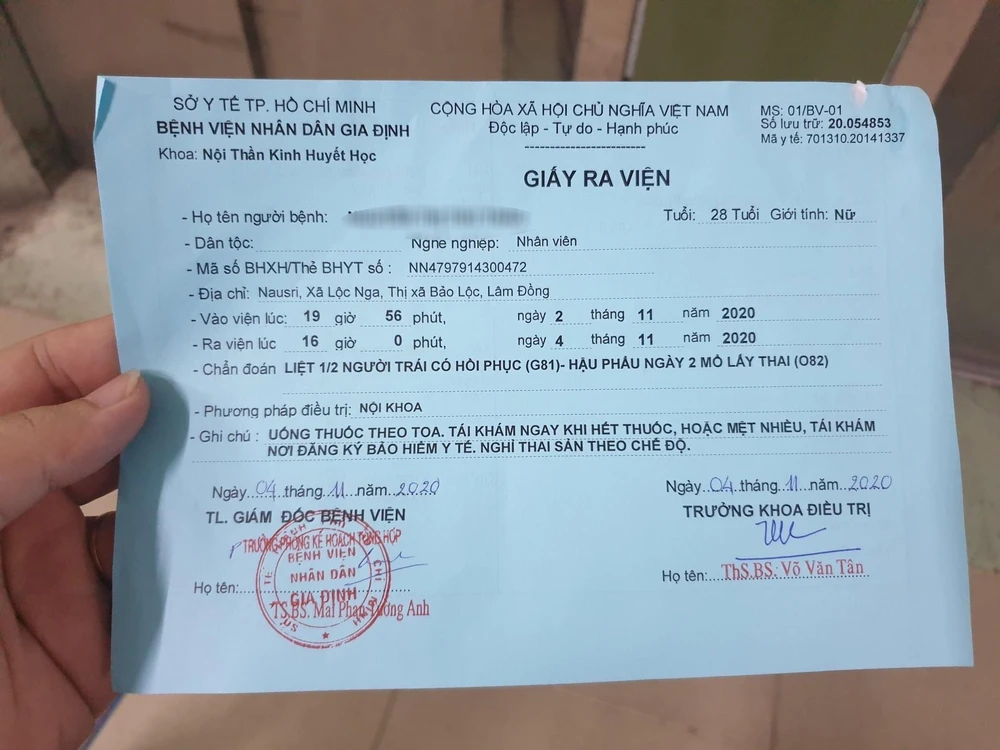 SỞ Y TẾ TP. HỒ CHÍ MINH
BỆNH VIỆN NHÂN DÂN GIA ĐỊNH
Khoa: Nội Thần Kinh Huyết Học
CỘNG HÒA XÃ HỘI CHỦ NGHĨA VIỆT NAM
Độc lập - Tự do - Hạnh phúc
MS: 01/BV-01
Số lưu trữ: 20.054853
Mã y tế: 701310.20141337
GIẤY RA VIỆN
- Họ tên người bệnh: Tuổi: 28 Tuổi Giới tính: Nữ
- Dân tộc: Nghề nghiệp: Nhân viên
- Mã số BHXH/Thẻ BHYT số : NN4797914300472
- Địa chỉ: Nausri, Xã Lộc Nga, Thị xã Bảo Lộc, Lâm Đồng
- Vào viện lúc: 19 giờ 56 phút, ngày 2 tháng 11 năm 2020
- Ra viện lúc 16 giờ 0 phút, ngày 4 tháng 11 năm 2020
- Chẩn đoán LIỆT 1/2 NGƯỜI TRÁI CÓ HỒI PHỤC (G81)- HẬU PHẪU NGÀY 2 MỔ LẤY THAI (O82)
- Phương pháp điều trị: NỘI KHOA
- Ghi chú : UỐNG THUỐC THEO TOA. TÁI KHÁM NGAY KHI HẾT THUỐC, HOẶC MỆT NHIỀU, TÁI KHÁM
NƠI ĐĂNG KÝ BẢO HIỂM Y TẾ. NGHỈ THAI SẢN THEO CHẾ ĐỘ.
Ngày..04.tháng..11..năm..2020
TL. GIÁM ĐỐC BỆNH VIỆN
TRƯỞNG PHÒNG KẾ HOẠCH TỔNG HỢP
BỆNH VIỆN
NHÂN DÂN
GIA ĐỊNH
Họ tên:
TS.BS. Mai Phan Tường Anh
Ngày..04.tháng..11..năm..2020
TRƯỞNG KHOA ĐIỀU TRỊ
Họ tên: ThS.BS. Võ Văn Tân